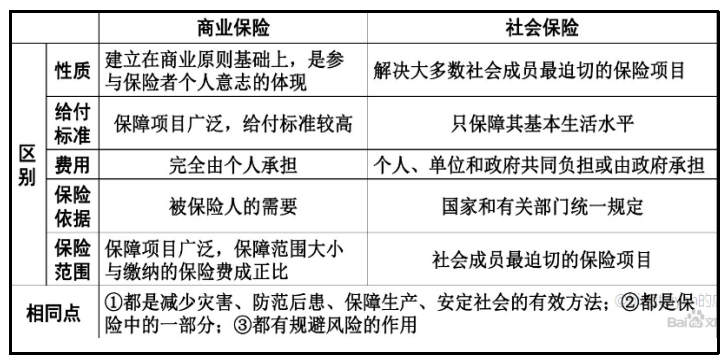 商业保险 社会保险
区别
性质 建立在商业原则基础上，是参 解决大多数社会成员最迫切的保险项目
与保险者个人意志的体现
给付 保障项目广泛，给付标准较高 只保障其基本生活水平
标准
费用 完全由个人承担 个人、单位和政府共同负担或由政府承担
保险 被保险人的需要 国家和有关部门统一规定
依据
保险 保障项目广泛，保障范围大小 社会成员最迫切的保险项目
范围 与缴纳的保险费成正比
相同点 ①都是减少灾害、防范后患、保障生产、安定社会的有效方法；②都是保
险中的一部分；③都有规避风险的作用